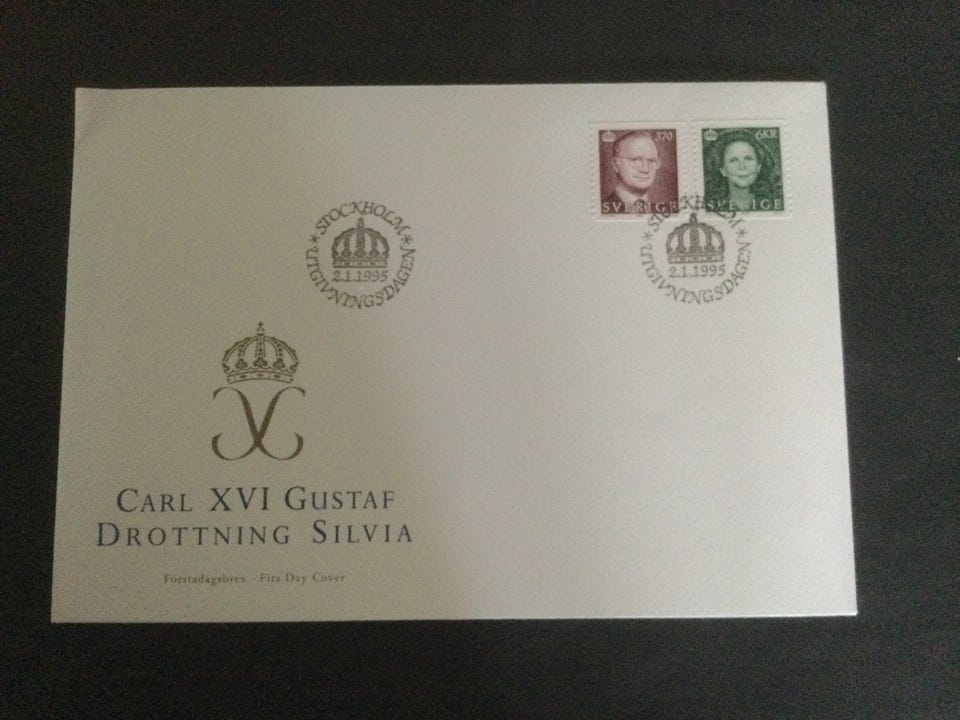 370
SVERIGE
6KR
SVERIGE
* STOCKHOLM *
2.1.1995
UTGIVNINGSDAGEN
* STOCKHOLM *
2.1.1995
UTGIVNINGSDAGEN
CARL XVI GUSTAF
DROTTNING SILVIA
Förstadagsbrev · Firs Day Cover